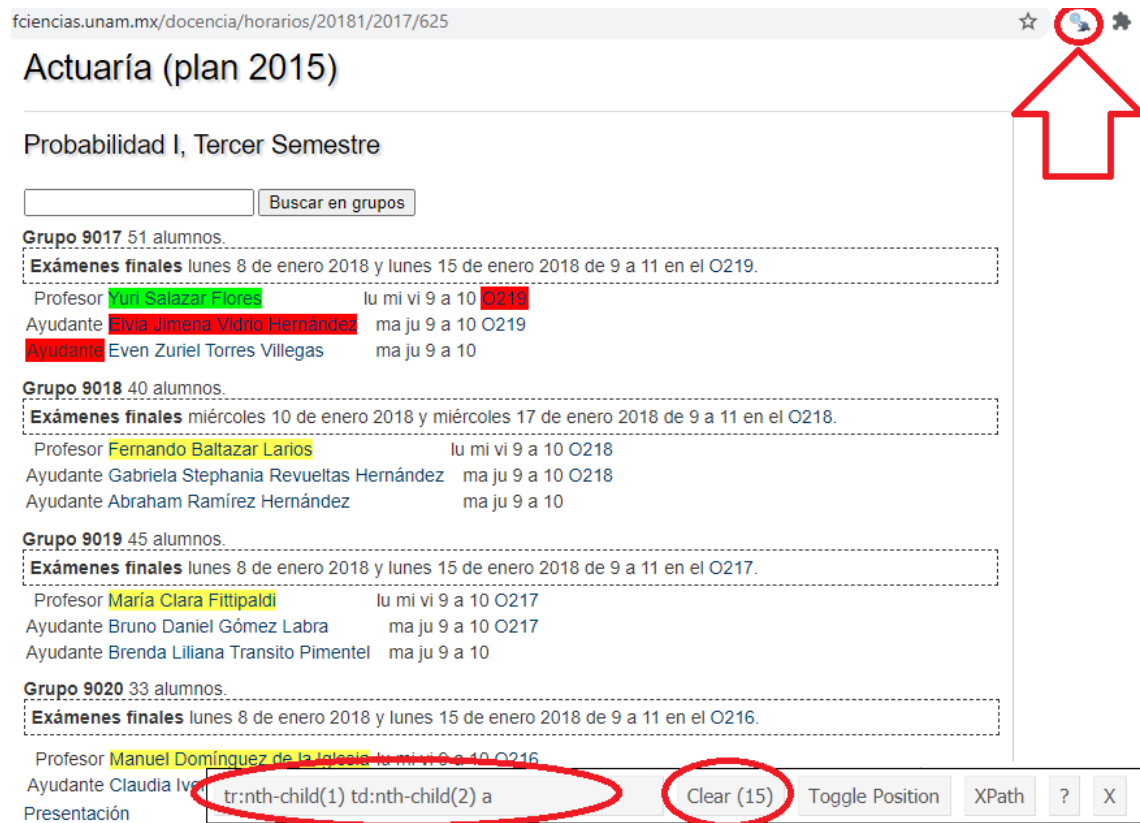 fciencias.unam.mx/docencia/horarios/20181/2017/625
Actuaría (plan 2015)
Probabilidad I, Tercer Semestre
Buscar en grupos
Grupo 9017 51 alumnos.
Exámenes finales lunes 8 de enero 2018 y lunes 15 de enero 2018 de 9 a 11 en el O219.
Profesor Yuri Salazar Flores lu mi vi 9 a 10 O219
Ayudante Elvia Jimena Vidrio Hernández ma ju 9 a 10 O219
Ayudante Even Zuriel Torres Villegas ma ju 9 a 10
Grupo 9018 40 alumnos.
Exámenes finales miércoles 10 de enero 2018 y miércoles 17 de enero 2018 de 9 a 11 en el O218.
Profesor Fernando Baltazar Larios lu mi vi 9 a 10 O218
Ayudante Gabriela Stephania Revueltas Hernández ma ju 9 a 10 O218
Ayudante Abraham Ramírez Hernández ma ju 9 a 10
Grupo 9019 45 alumnos.
Exámenes finales lunes 8 de enero 2018 y lunes 15 de enero 2018 de 9 a 11 en el O217.
Profesor María Clara Fittipaldi lu mi vi 9 a 10 O217
Ayudante Bruno Daniel Gómez Labra ma ju 9 a 10 O217
Ayudante Brenda Liliana Transito Pimentel ma ju 9 a 10
Grupo 9020 33 alumnos.
Exámenes finales lunes 8 de enero 2018 y lunes 15 de enero 2018 de 9 a 11 en el O216.
Profesor Manuel Domínguez de la Iglesia lu mi vi 9 a 10 O216
Ayudante Claudia Ive
tr:nth-child(1) td:nth-child(2) a Clear (15) Toggle Position XPath ? X
Presentación